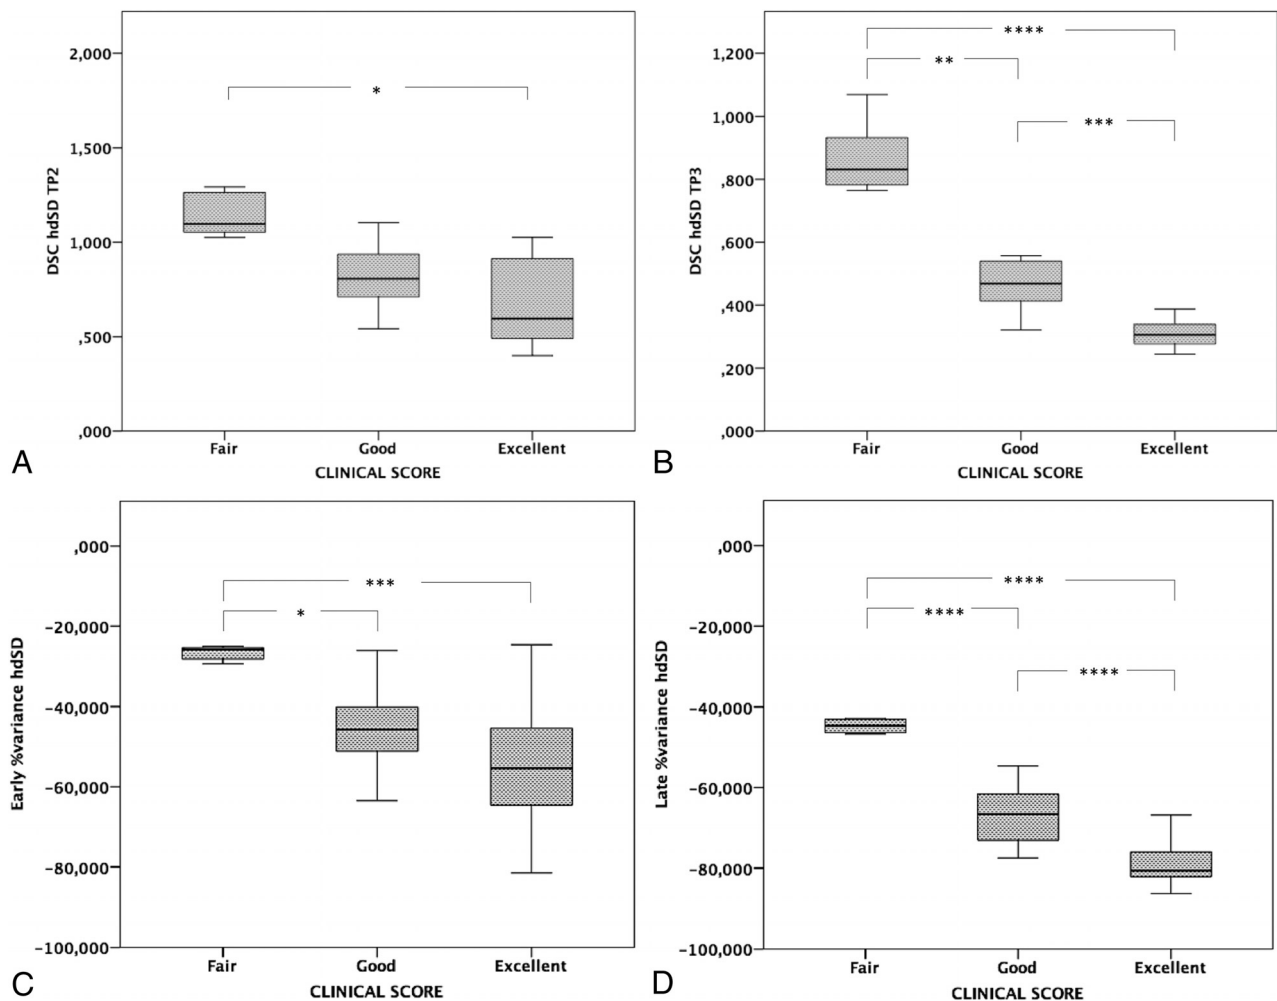 2,000
1,500
1,000
,500
,000
DSC hdSD TP2
*
Fair Good Excellent
CLINICAL SCORE
A
1,200
1,000
,800
,600
,400
,200
,000
DSC hdSD TP3
****
**
***
Fair Good Excellent
CLINICAL SCORE
B
,000
-20,000
-40,000
-60,000
-80,000
-100,000
Early %variance hdSD
***
*
Fair Good Excellent
CLINICAL SCORE
C
,000
-20,000
-40,000
-60,000
-80,000
-100,000
Late %variance hdSD
****
****
****
Fair Good Excellent
CLINICAL SCORE
D